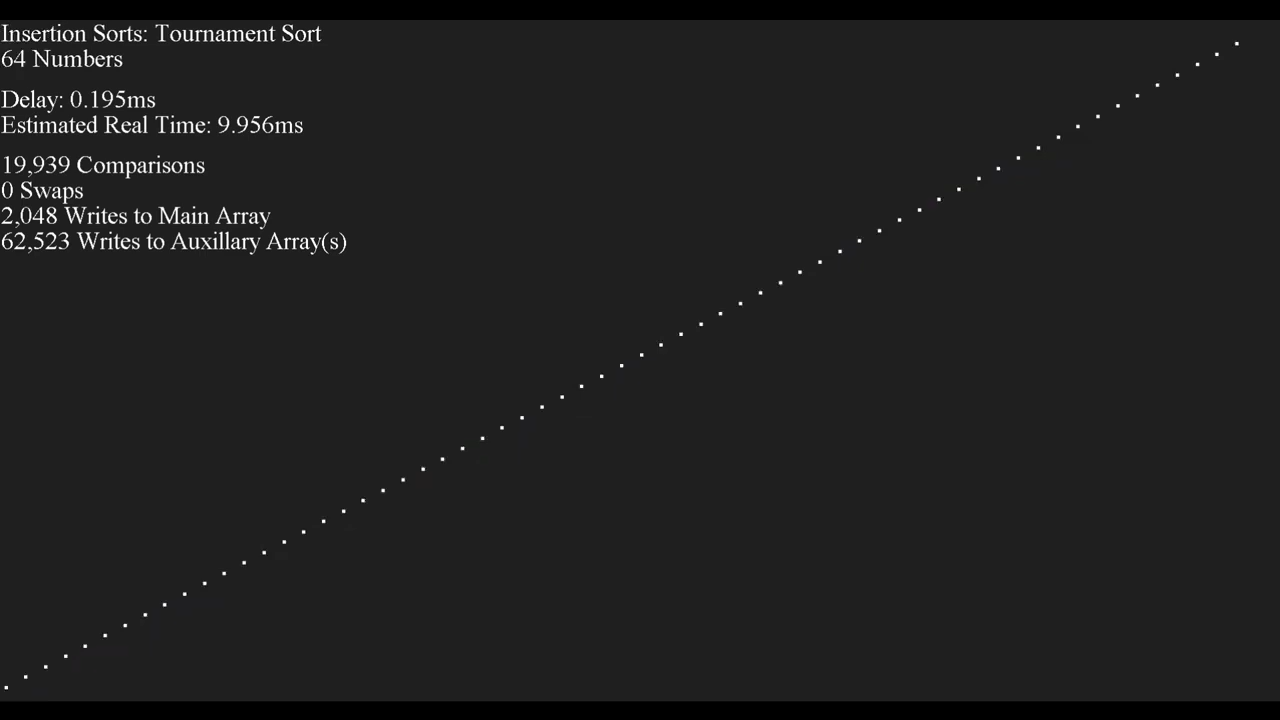 Insertion Sorts: Tournament Sort
64 Numbers
Delay: 0.195ms
Estimated Real Time: 9.956ms
19,939 Comparisons
0 Swaps
2,048 Writes to Main Array
62,523 Writes to Auxillary Array(s)